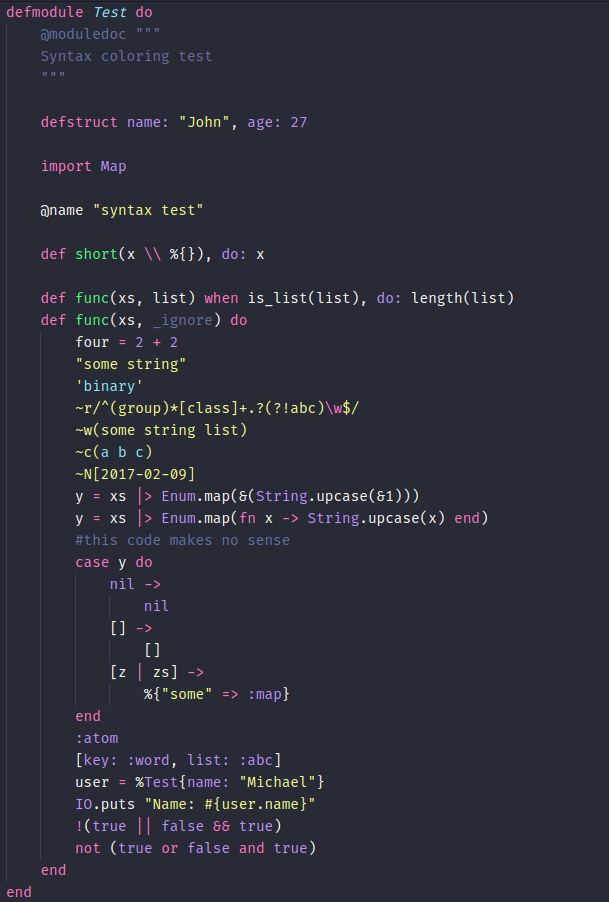 defmodule Test do
    @moduledoc """
    Syntax coloring test
    """

    defstruct name: "John", age: 27

    import Map

    @name "syntax test"

    def short(x \\ %{}), do: x

    def func(xs, list) when is_list(list), do: length(list)
    def func(xs, _ignore) do
        four = 2 + 2
        "some string"
        'binary'
        ~r/^(group)*[class]+.?(?!abc)\w$/
        ~w(some string list)
        ~c(a b c)
        ~N[2017-02-09]
        y = xs |> Enum.map(&(String.upcase(&1)))
        y = xs |> Enum.map(fn x -> String.upcase(x) end)
        #this code makes no sense
        case y do
            nil ->
                nil
            [] ->
                []
            [z | zs] ->
                %{"some" => :map}
        end
        :atom
        [key: :word, list: :abc]
        user = %Test{name: "Michael"}
        IO.puts "Name: #{user.name}"
        !(true || false && true)
        not (true or false and true)
    end
end